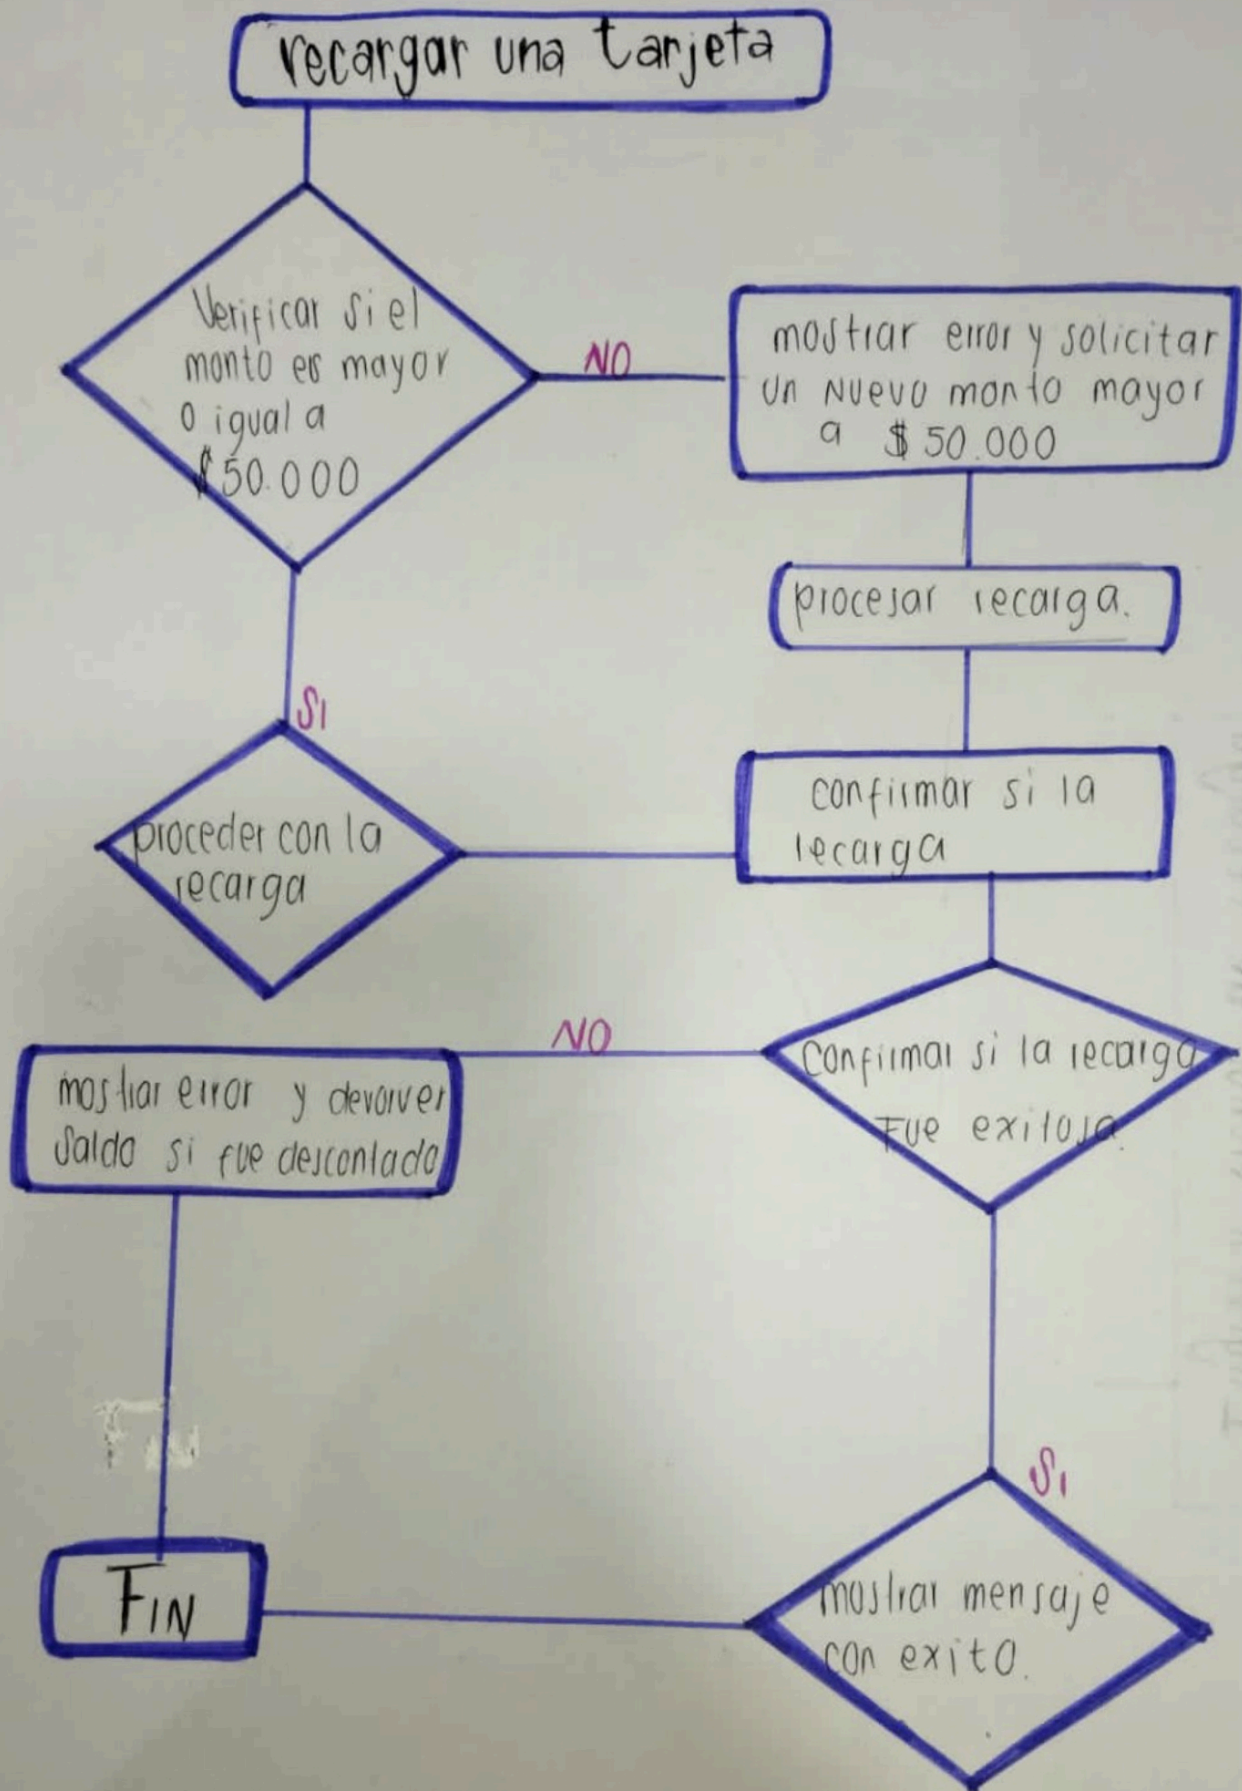 recargar una tarjeta
Verificar si el
monto es mayor
o igual a
$50.000
NO
mostrar error y solicitar
un nuevo monto mayor
a $50.000
procesar recarga.
SI
proceder con la
recarga
confirmar si la
recarga
NO
confirmar si la recarga
Fue exitosa.
mostrar error y devolver
saldo si fue descontado
Fin
SI
mostrar mensaje
con exito.
FIN